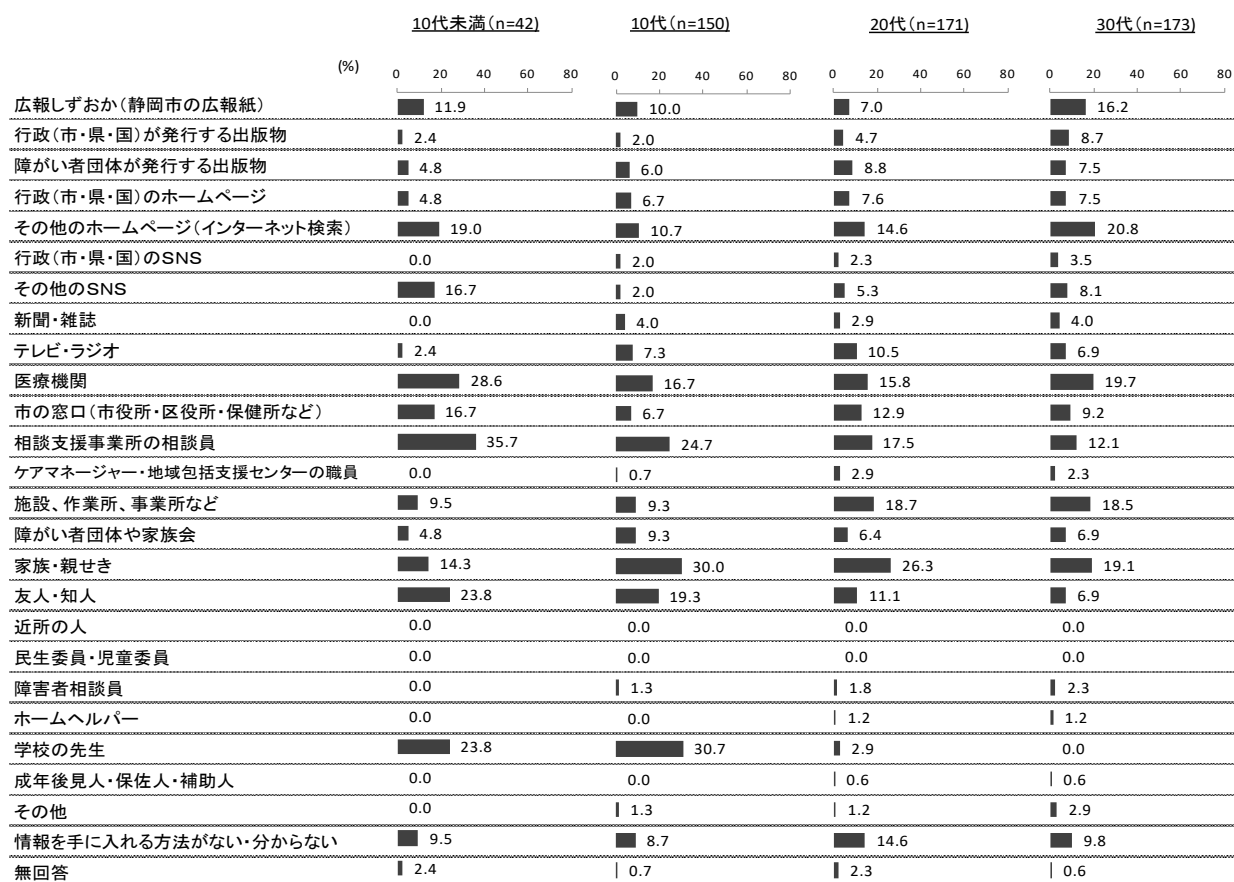 10代未満(n=42) 10代(n=150) 20代(n=171) 30代(n=173)
(%) 0 20 40 60 80 0 20 40 60 80 0 20 40 60 80 0 20 40 60 80
広報しずおか(静岡市の広報紙) 11.9 10.0 7.0 16.2
行政(市・県・国)が発行する出版物 2.4 2.0 4.7 8.7
障がい者団体が発行する出版物 4.8 6.0 8.8 7.5
行政(市・県・国)のホームページ 4.8 6.7 7.6 7.5
その他のホームページ(インターネット検索) 19.0 10.7 14.6 20.8
行政(市・県・国)のSNS 0.0 2.0 2.3 3.5
その他のSNS 16.7 2.0 5.3 8.1
新聞・雑誌 0.0 4.0 2.9 4.0
テレビ・ラジオ 2.4 7.3 10.5 6.9
医療機関 28.6 16.7 15.8 19.7
市の窓口(市役所・区役所・保健所など) 16.7 6.7 12.9 9.2
相談支援事業所の相談員 35.7 24.7 17.5 12.1
ケアマネージャー・地域包括支援センターの職員 0.0 0.7 2.9 2.3
施設、作業所、事業所など 9.5 9.3 18.7 18.5
障がい者団体や家族会 4.8 9.3 6.4 6.9
家族・親せき 14.3 30.0 26.3 19.1
友人・知人 23.8 19.3 11.1 6.9
近所の人 0.0 0.0 0.0 0.0
民生委員・児童委員 0.0 0.0 0.0 0.0
障害者相談員 0.0 1.3 1.8 2.3
ホームヘルパー 0.0 0.0 1.2 1.2
学校の先生 23.8 30.7 2.9 0.0
成年後見人・保佐人・補助人 0.0 0.0 0.6 0.6
その他 0.0 1.3 1.2 2.9
情報を手に入れる方法がない・分からない 9.5 8.7 14.6 9.8
無回答 2.4 0.7 2.3 0.6